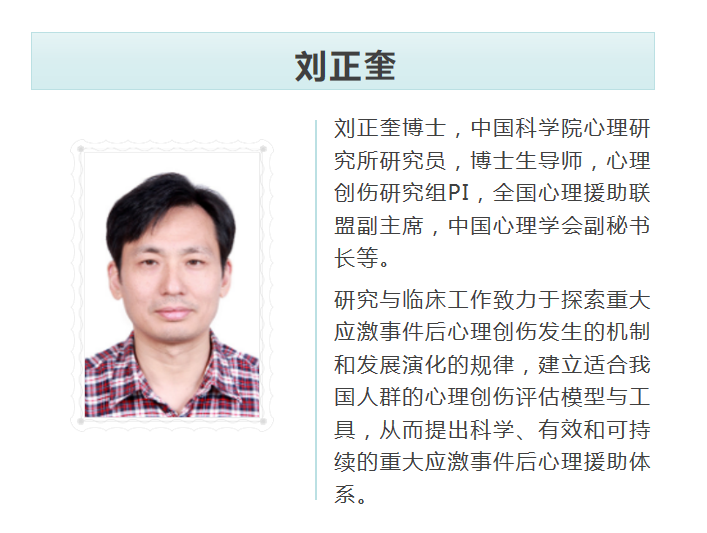 刘正奎
刘正奎博士，中国科学院心理研
究所研究员，博士生导师，心理
创伤研究组PI，全国心理援助联
盟副主席，中国心理学会副秘书
长等。
研究与临床工作致力于探索重大
应激事件后心理创伤发生的机制
和发展演化的规律，建立适合我
国人群的心理创伤评估模型与工
具，从而提出科学、有效和可持
续的重大应激事件后心理援助体
系。